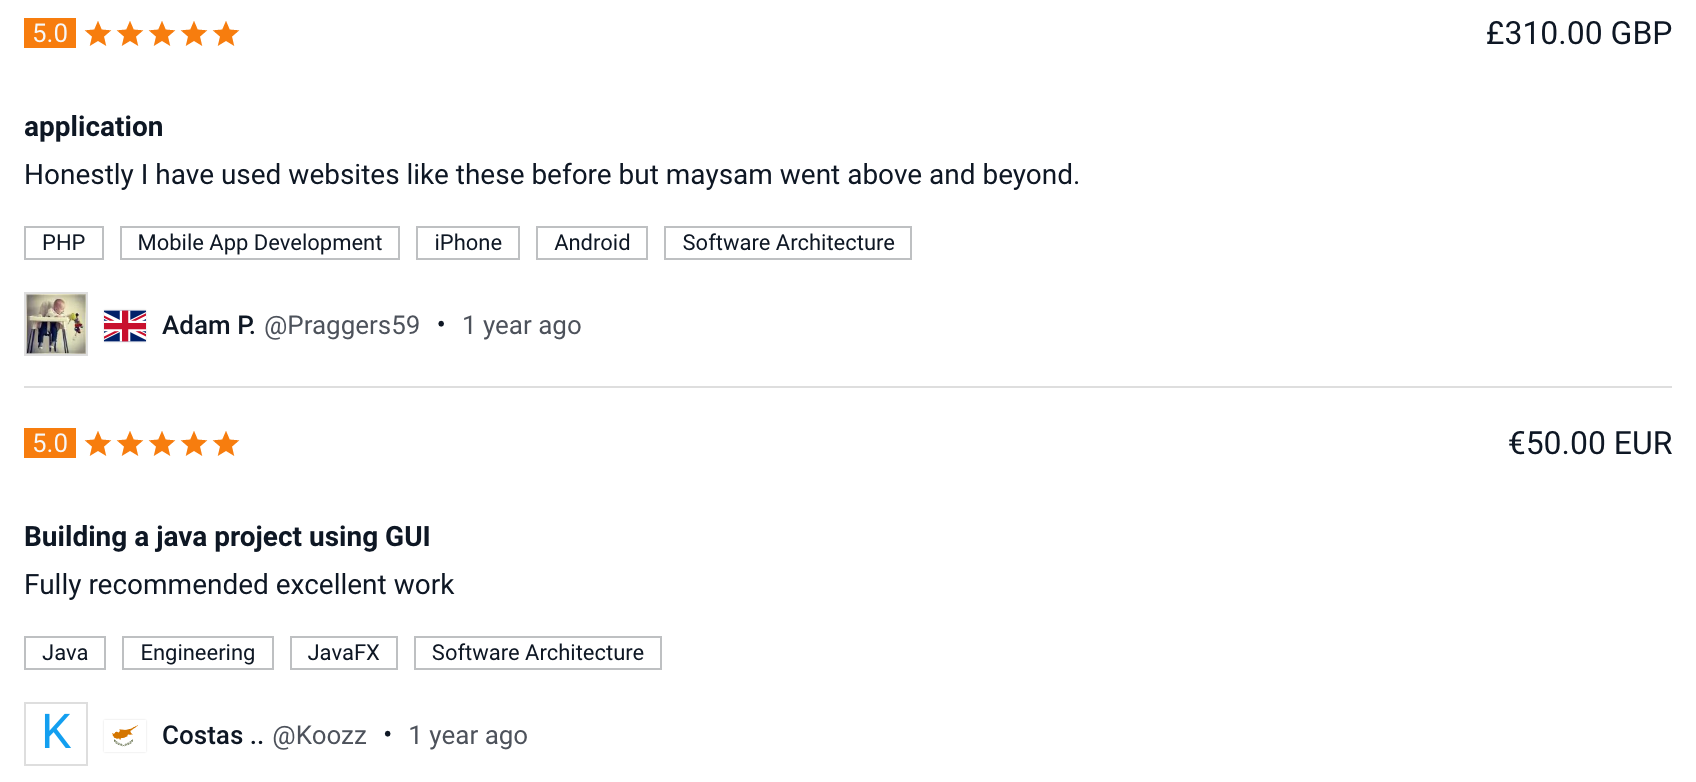 5.0 £310.00 GBP
application
Honestly I have used websites like these before but maysam went above and beyond.
PHP Mobile App Development iPhone Android Software Architecture
Adam P. @Praggers59 • 1 year ago
5.0 €50.00 EUR
Building a java project using GUI
Fully recommended excellent work
Java Engineering JavaFX Software Architecture
K Costas .. @Koozz • 1 year ago